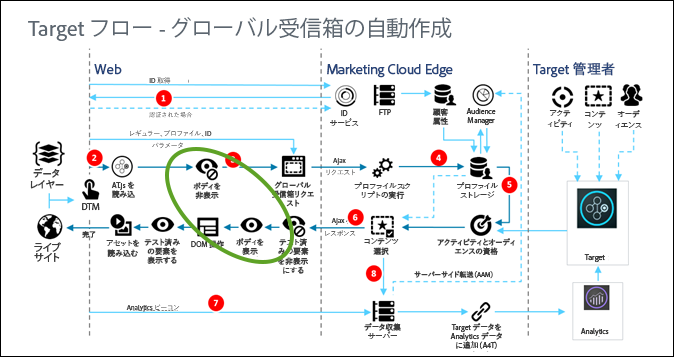 Target フロー - グローバル受信箱の自動作成
Web
Marketing Cloud Edge
Target 管理者
ID 取得
1
認証された場合
ID
サービス
FTP
顧客
属性
Audience
Manager
アクテ
ィビティ
コンテ
ンツ
オーデ
ィエンス
レギュラー、プロファイル、ID
パラメータ
データ
レイヤー
2
ATJs を
読み込
DTM
ボディを
非表示
グローバル
受信箱リクエ
スト
Ajax
リクエスト
プロファイルスク
リプトの実行
4
プロファイル
ストレージ
5
ライブ
サイト
完了
アセットを
読み込む
テスト済み
の要素を
表示する
DOM 操作
ボディを
表示
テスト済
みの要素
を非表示
にする
Ajax
レスポンス
6
コンテンツ
選択
アクティビティとオーディ
エンスの資格
Target
8
サーバーサイド転送 (AAM)
Analytics ビーコン
7
データ収集
サーバー
Target データを
Analytics データ
に追加 (A4T)
Analytics